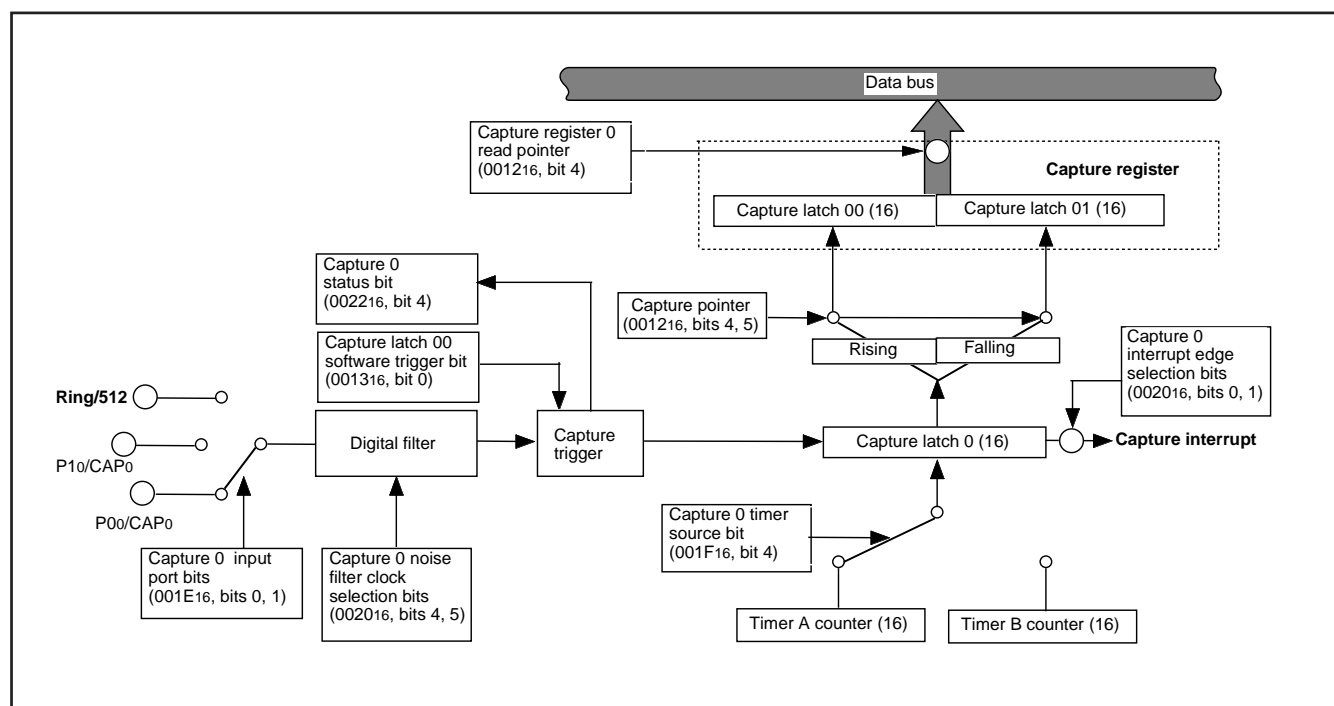 Data bus
Capture register 0
read pointer
(001216, bit 4)
Capture register
Capture latch 00 (16)
Capture latch 01 (16)
Capture 0
status bit
(002216, bit 4)
Capture pointer
(001216, bits 4, 5)
Capture latch 00
software trigger bit
(001316, bit 0)
Rising
Falling
Capture 0
interrupt edge
selection bits
(002016, bits 0, 1)
Ring/512
Digital filter
Capture
trigger
Capture latch 0 (16)
Capture interrupt
P10/CAP0
P00/CAP0
Capture 0 timer
source bit
(001F16, bit 4)
Capture 0 input
port bits
(001E16, bits 0, 1)
Capture 0 noise
filter clock
selection bits
(002016, bits 4, 5)
Timer A counter (16)
Timer B counter (16)